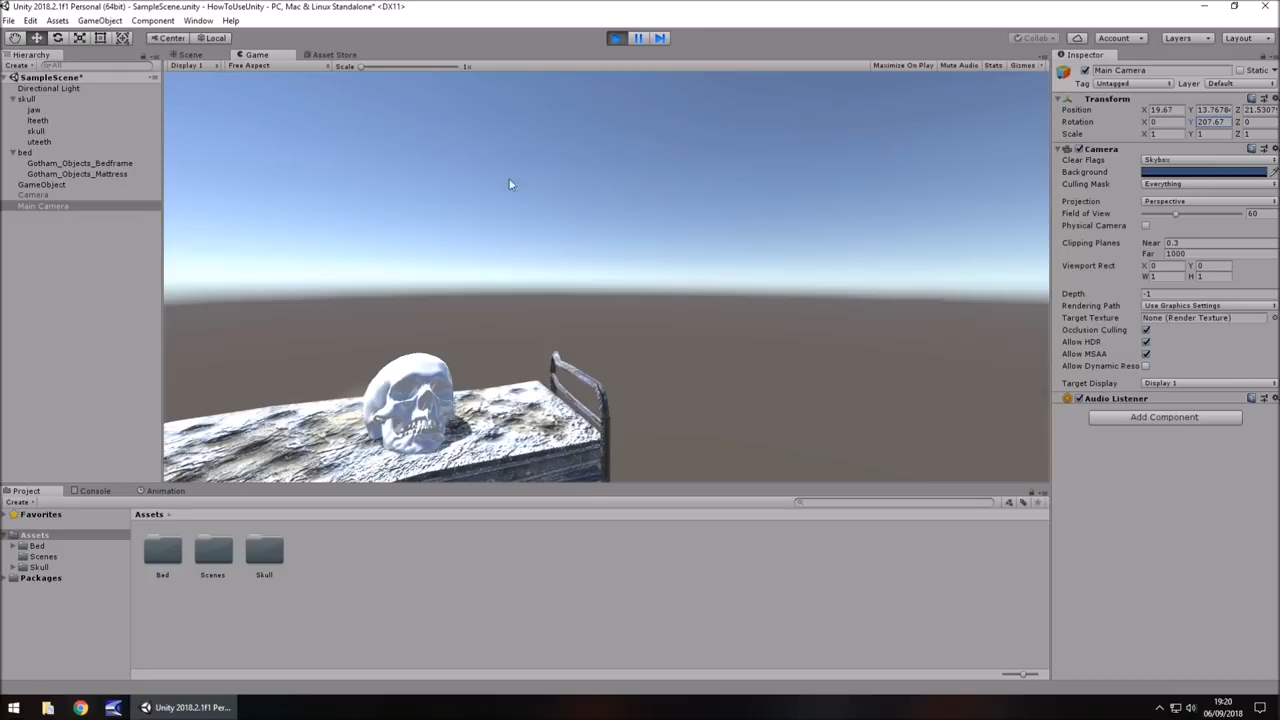 Unity 2018.2.1f1 Personal (64bit) - SampleScene.unity - HowToUseUnity - PC, Mac & Linux Standalone* <DX11>
File Edit Assets GameObject Component Window Help
Center Local Collab Account Layers Layout
Hierarchy
Create All
SampleScene*
Directional Light
skull
jaw
lteeth
skull
uteeth
bed
Gotham_Objects_Bedframe
Gotham_Objects_Mattress
GameObject
Camera
Main Camera
Scene Game Asset Store
Display 1 Free Aspect Scale 1x Maximize On Play Mute Audio Stats Gizmos
Inspector
Main Camera Static
Tag Untagged Layer Default
Transform
Position X 19.67 Y 13.7678 Z 21.5307
Rotation X 0 Y 207.67 Z 0
Scale X 1 Y 1 Z 1
Camera
Clear Flags Skybox
Background
Culling Mask Everything
Projection Perspective
Field of View 60
Physical Camera
Clipping Planes Near 0.3
Far 1000
Viewport Rect X 0 Y 0
W 1 H 1
Depth -1
Rendering Path Use Graphics Settings
Target Texture None (Render Texture)
Occlusion Culling
Allow HDR
Allow MSAA
Allow Dynamic Reso
Target Display Display 1
Audio Listener
Add Component
Project Console Animation
Create
Favorites
Assets
Bed
Scenes
Skull
Packages
Assets
Bed Scenes Skull
Unity 2018.2.1f1 Per...
19:20
06/09/2018